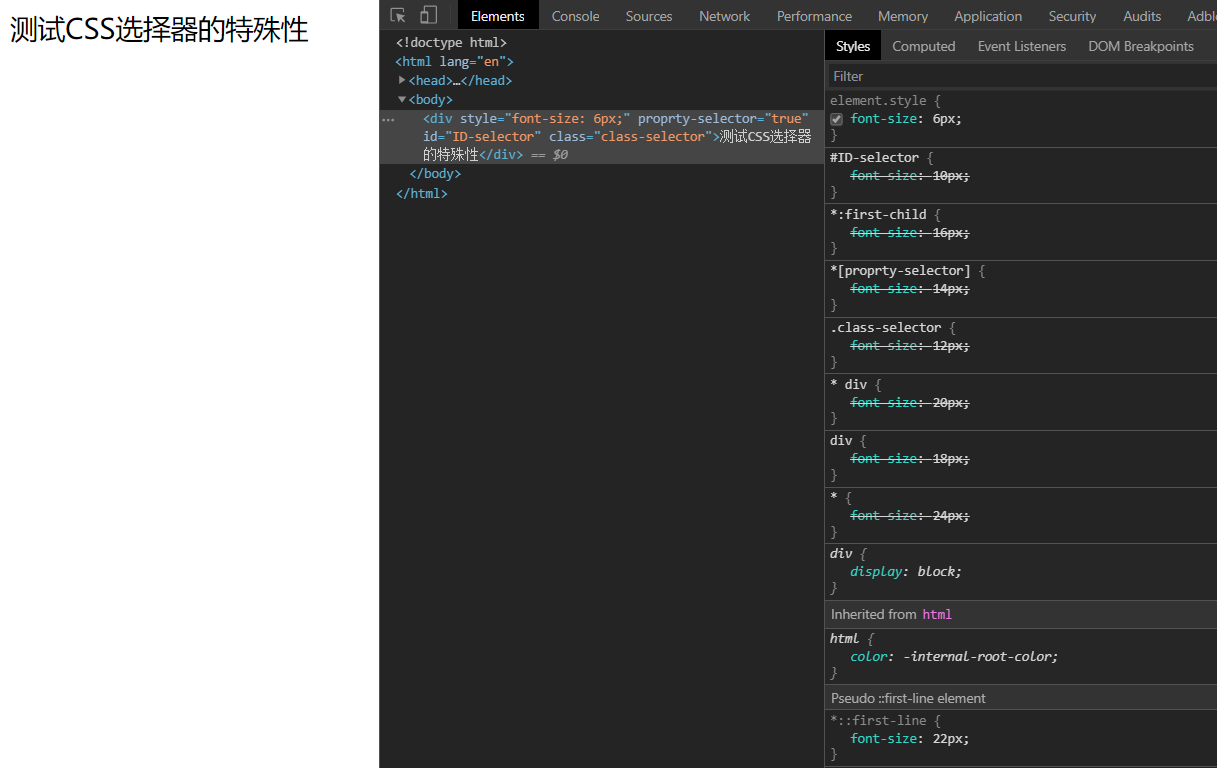 测试CSS选择器的特殊性
Elements Console Sources Network Performance Memory Application Security Audits Adbl
<!doctype html>
<html lang="en">
<head>…</head>
<body>
<div style="font-size: 6px;" proprty-selector="true"
id="ID-selector" class="class-selector">测试CSS选择器
的特殊性</div> == $0
</body>
</html>
Styles Computed Event Listeners DOM Breakpoints
Filter
element.style {
font-size: 6px;
}
#ID-selector {
font-size: 10px;
}
*:first-child {
font-size: 16px;
}
*[proprty-selector] {
font-size: 14px;
}
.class-selector {
font-size: 12px;
}
* div {
font-size: 20px;
}
div {
font-size: 18px;
}
* {
font-size: 24px;
}
div {
display: block;
}
Inherited from html
html {
color: -internal-root-color;
}
Pseudo ::first-line element
*::first-line {
font-size: 22px;
}